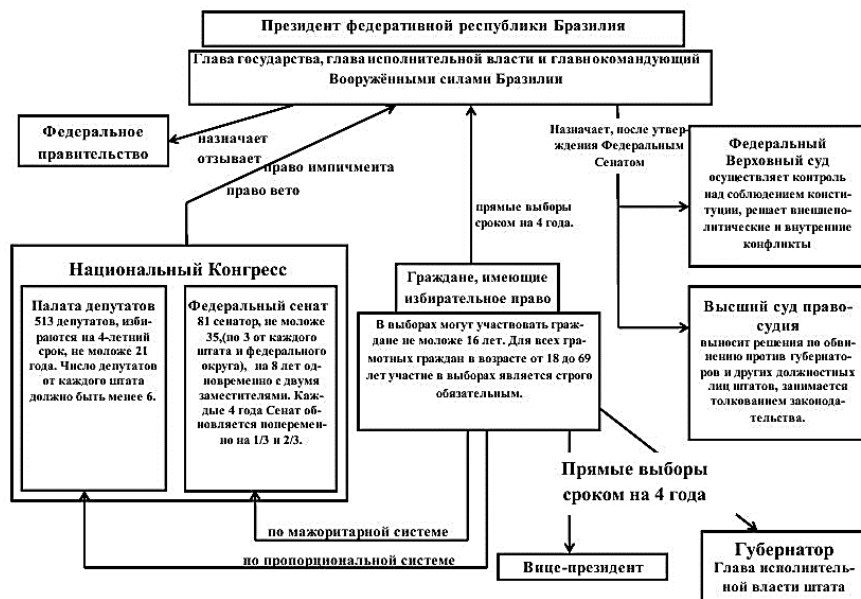 Президент федеративной республики Бразилия
Глава государства, глава исполнительной власти и главнокомандующий
Вооружёнными силами Бразилии
Федеральное
правительство
назначает
отзывает
право импичмента
право вето
прямые выборы
сроком на 4 года.
Назначает, после утвер-
ждения Федеральным
Сенатом
Федеральный
Верховный суд
осуществляет контроль
над соблюдением консти-
туции, решает внешнепо-
литические и внутренние
конфликты
Национальный Конгресс
Палата депутатов
513 депутатов, изби-
раются на 4-летний
срок, не моложе 21
года. Число депутатов
от каждого штата
должно быть менее 6.
Федеральный сенат
81 сенатор, не моложе
35,(по 3 от каждого
штата и федерального
округа), на 8 лет од-
новременно с двумя
заместителями. Каж-
дые 4 года Сенат об-
новляется попеременно
на 1/3 и 2/3.
Граждане, имеющие
избирательное право
В выборах могут участвовать граж-
дане не моложе 16 лет. Для всех
грамотных граждан в возрасте от 18 до 69
лет участие в выборах является строго
обязательным.
Высший суд право-
судия
выносит решения по об-
винению против губерна-
торов и других должностных
лиц штатов, занимается
толкованием законода-
тельства.
Прямые выборы
сроком на 4 года
по мажоритарной системе
по пропорциональной системе
Вице-президент
Губернатор
Глава исполнитель-
ной власти штата